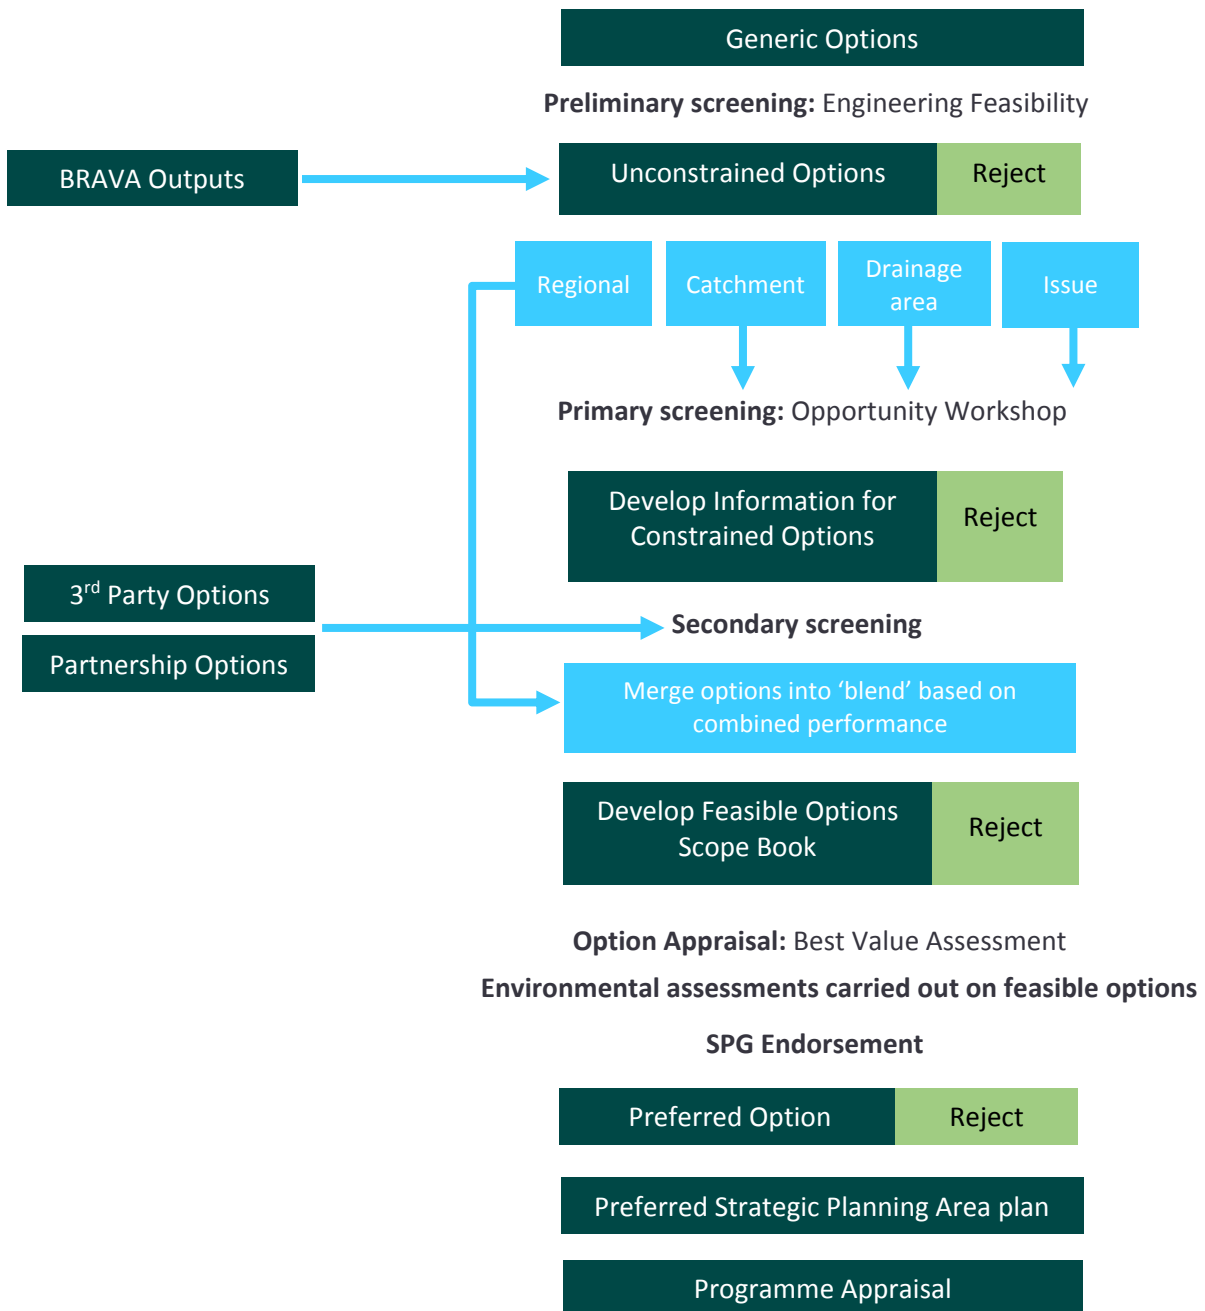 Generic Options
Preliminary screening: Engineering Feasibility
BRAVA Outputs
Unconstrained Options
Reject
Regional
Catchment
Drainage
area
Issue
Primary screening: Opportunity Workshop
Develop Information for
Constrained Options
Reject
3rd Party Options
Partnership Options
Secondary screening
Merge options into ‘blend’ based on
combined performance
Develop Feasible Options
Scope Book
Reject
Option Appraisal: Best Value Assessment
Environmental assessments carried out on feasible options
SPG Endorsement
Preferred Option
Reject
Preferred Strategic Planning Area plan
Programme Appraisal